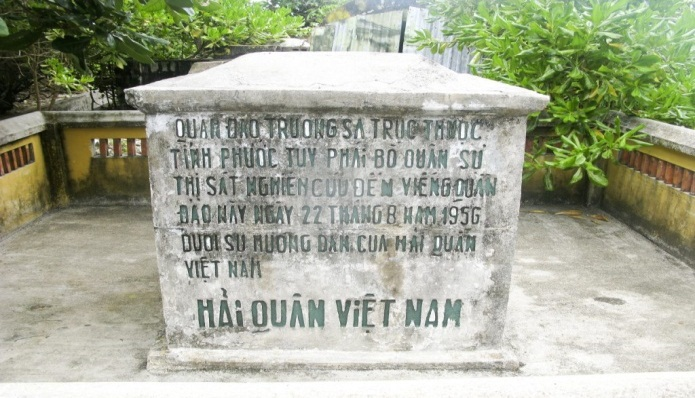 QUẦN ĐẢO TRƯỜNG SA TRỰC THUỘC
TỈNH PHƯỚC TUY PHÁI BỘ QUÂN SỰ
THỊ SÁT NGHIÊN CỨU ĐẾN VIẾNG QUẦN
ĐẢO NÀY NGÀY 22 THÁNG 8 NĂM 1956
DƯỚI SỰ HƯỚNG DẪN CỦA HẢI QUÂN
VIỆT NAM
HẢI QUÂN VIỆT NAM